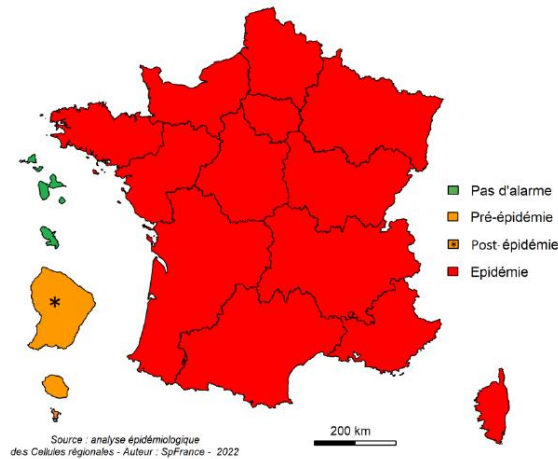 Pas d'alarme
Pré-épidémie
* Post-épidémie
Epidémie
*
200 km
Source : analyse épidémiologique
des Cellules régionales - Auteur : SpFrance - 2022